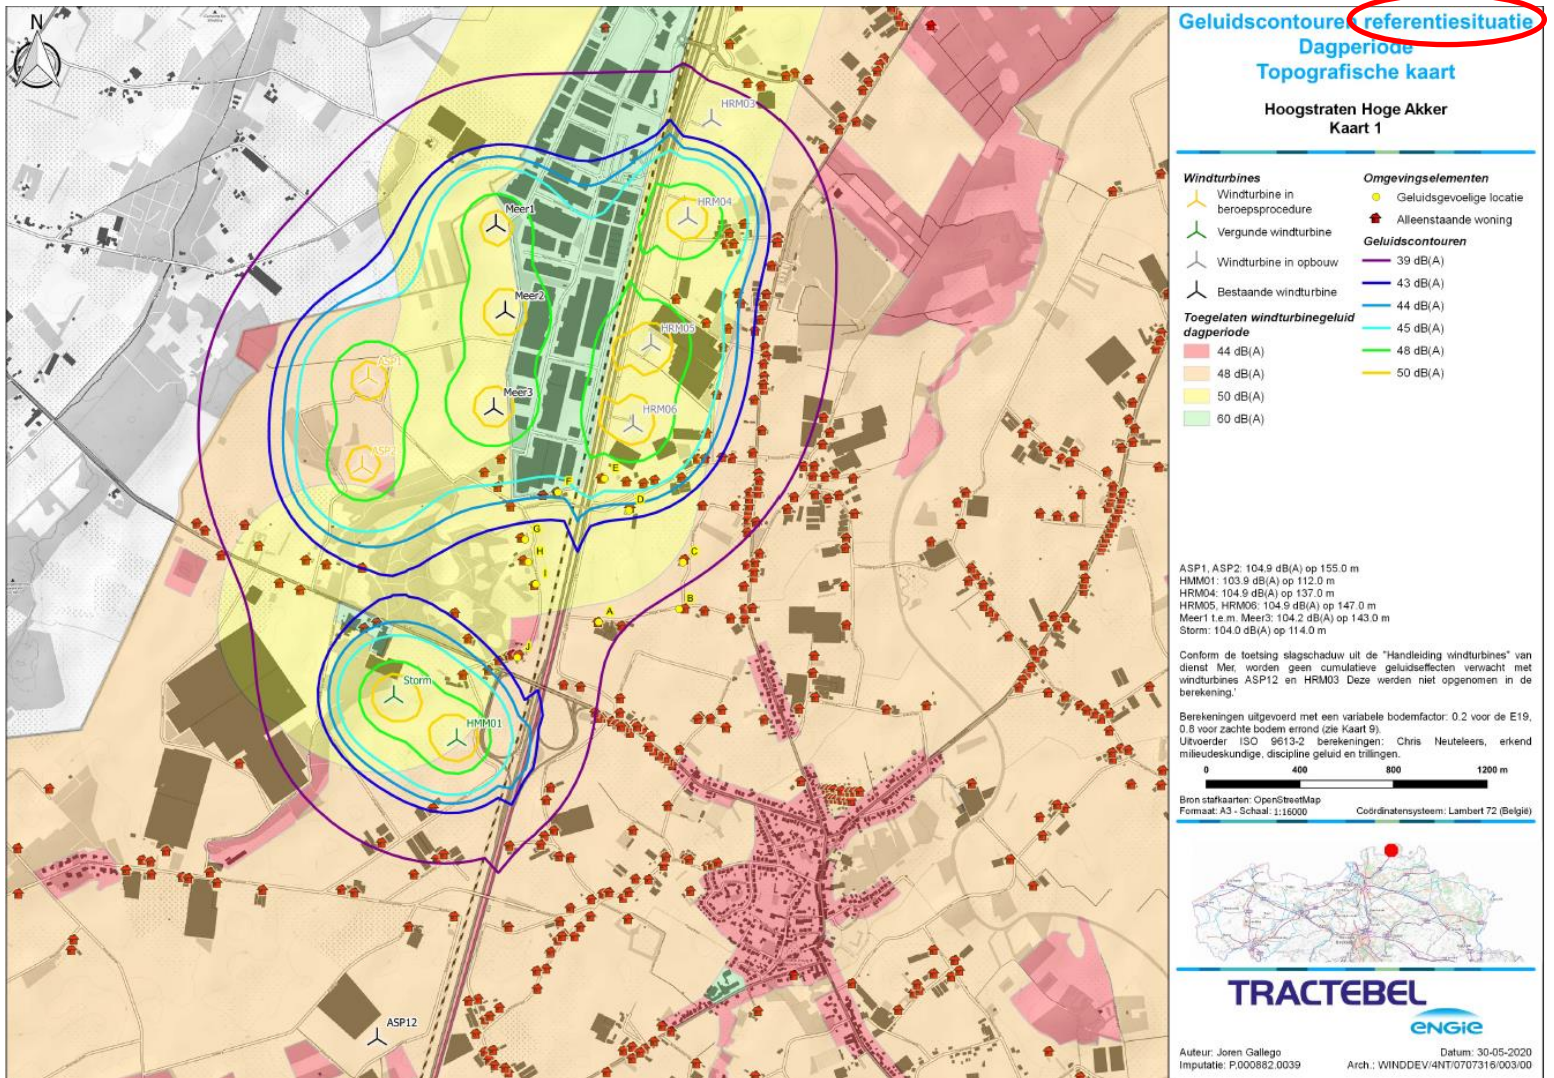 N
Geluidscontouren referentiesituatie
Dagperiode
Topografische kaart
Hoogstraten Hoge Akker
Kaart 1
Windturbines
Windturbine in
beroepsprocedure
Vergunde windturbine
Windturbine in opbouw
Bestaande windturbine
Toegelaten windturbinegeluid
dagperiode
44 dB(A)
48 dB(A)
50 dB(A)
60 dB(A)
Omgevingselementen
Geluidsgevoelige locatie
Alleenstaande woning
Geluidscontouren
39 dB(A)
43 dB(A)
44 dB(A)
45 dB(A)
48 dB(A)
50 dB(A)
HRM03
HRM04
Meer1
Meer2
HRM05
ASP1
Meer3
HRM06
ASP2
E
F
D
G
H
C
I
B
A
J
Storm
HMM01
ASP12
ASP1, ASP2: 104.9 dB(A) op 155.0 m
HMM01: 103.9 dB(A) op 112.0 m
HRM04: 104.9 dB(A) op 137.0 m
HRM05, HRM06: 104.9 dB(A) op 147.0 m
Meer1 t.e.m. Meer3: 104.2 dB(A) op 143.0 m
Storm: 104.0 dB(A) op 114.0 m
Conform de toetsing slagschaduw uit de "Handleiding windturbines" van
dienst Mer, worden geen cumulatieve geluidseffecten verwacht met
windturbines ASP12 en HRM03 Deze werden niet opgenomen in de
berekening.'
Berekeningen uitgevoerd met een variabele bodemfactor: 0.2 voor de E19,
0.8 voor zachte bodem errond (zie Kaart 9).
Uitvoerder ISO 9613-2 berekeningen: Chris Neuteleers, erkend
milieudeskundige, discipline geluid en trillingen.
0 400 800 1200 m
Bron stafkaarten: OpenStreetMap
Formaat: A3 - Schaal: 1:16000 Coördinatensysteem: Lambert 72 (België)
TRACTEBEL
ENGIE
Auteur: Joren Gallego Datum: 30-05-2020
Imputatie: P.000882.0039 Arch.: WINDDEV/4NT/0707316/003/00